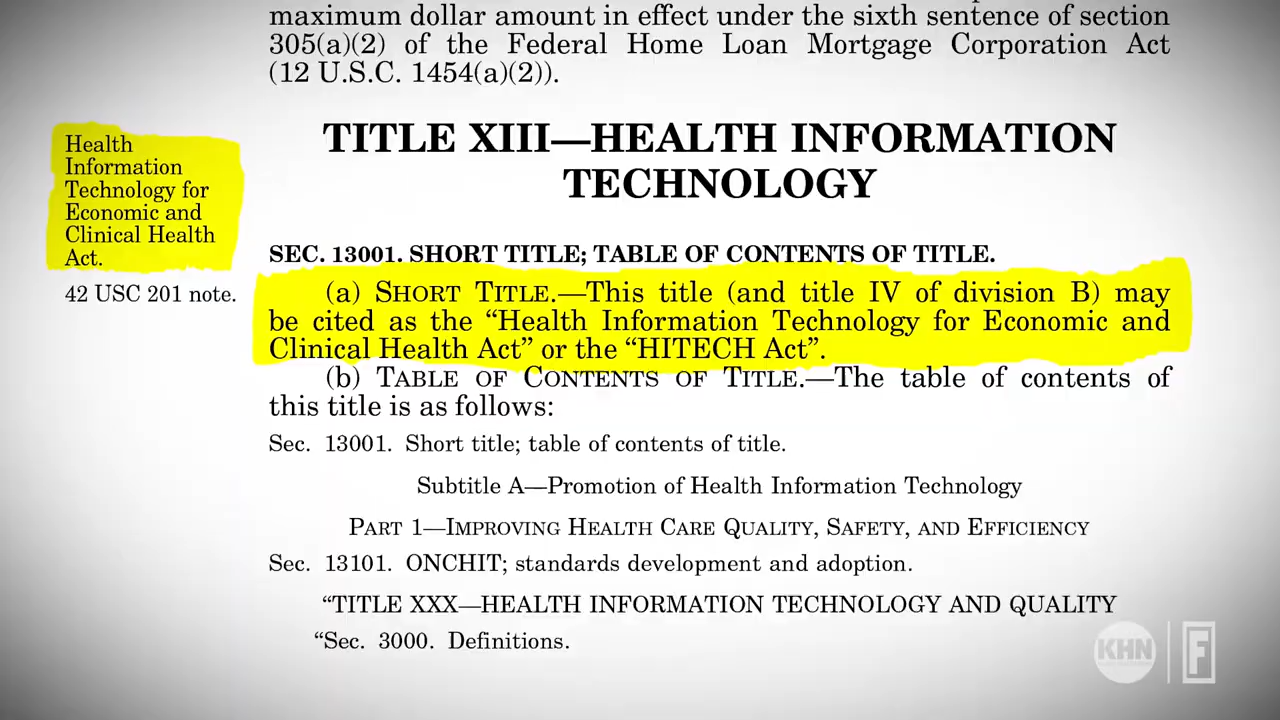 maximum dollar amount in effect under the sixth sentence of section
305(a)(2) of the Federal Home Loan Mortgage Corporation Act
(12 U.S.C. 1454(a)(2)).
TITLE XIII—HEALTH INFORMATION
TECHNOLOGY
Health
Information
Technology for
Economic and
Clinical Health
Act.
42 USC 201 note.
SEC. 13001. SHORT TITLE; TABLE OF CONTENTS OF TITLE.
(a) SHORT TITLE.—This title (and title IV of division B) may
be cited as the “Health Information Technology for Economic and
Clinical Health Act” or the “HITECH Act”.
(b) TABLE OF CONTENTS OF TITLE.—The table of contents of
this title is as follows:
Sec. 13001. Short title; table of contents of title.
Subtitle A—Promotion of Health Information Technology
PART 1—IMPROVING HEALTH CARE QUALITY, SAFETY, AND EFFICIENCY
Sec. 13101. ONCHIT; standards development and adoption.
“TITLE XXX—HEALTH INFORMATION TECHNOLOGY AND QUALITY
“Sec. 3000. Definitions.
KHN
F